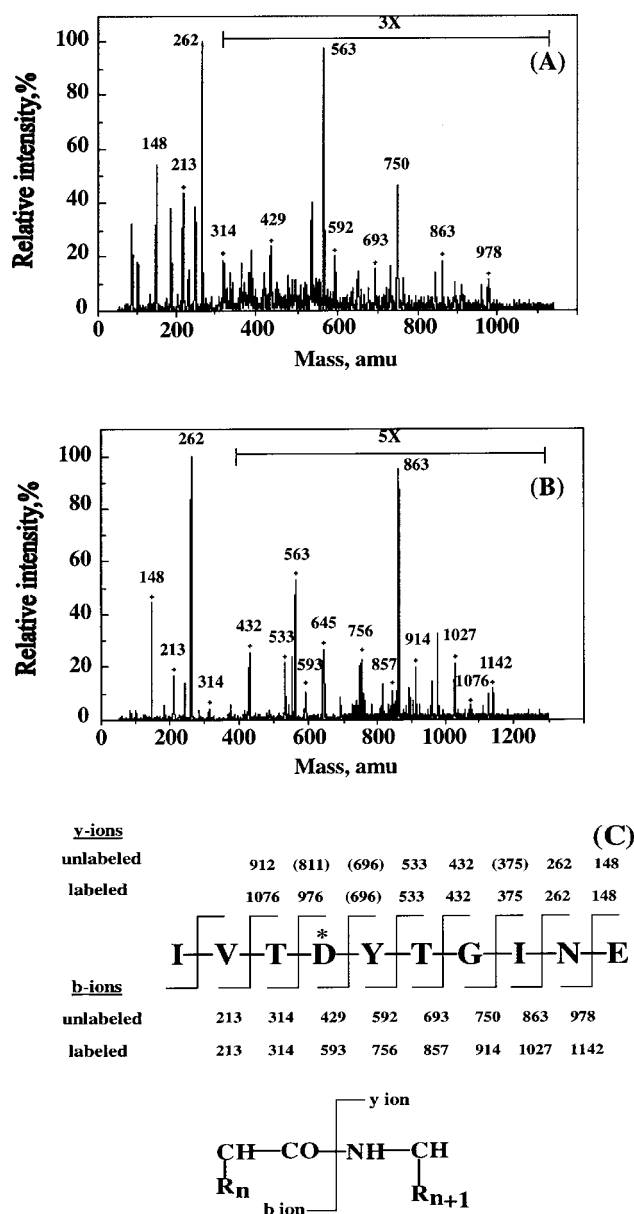 3X
(A)
262
563
148
213
314
429
592
750
693
863
978
100
80
60
40
20
0
Relative intensity,%
0 200 400 600 800 1000
Mass, amu
5X
(B)
262
863
148
213
314
432
563
533
593
645
756
857
914
1027
1076
1142
100
80
60
40
20
0
Relative intensity,%
0 200 400 600 800 1000 1200
Mass, amu
(C)
y-ions
unlabeled 912 (811) (696) 533 432 (375) 262 148
labeled 1076 976 (696) 533 432 375 262 148
*
I V T D Y T G I N E
b-ions
unlabeled 213 314 429 592 693 750 863 978
labeled 213 314 593 756 857 914 1027 1142
y ion
CH CO NH CH
Rn Rn+1
b ion